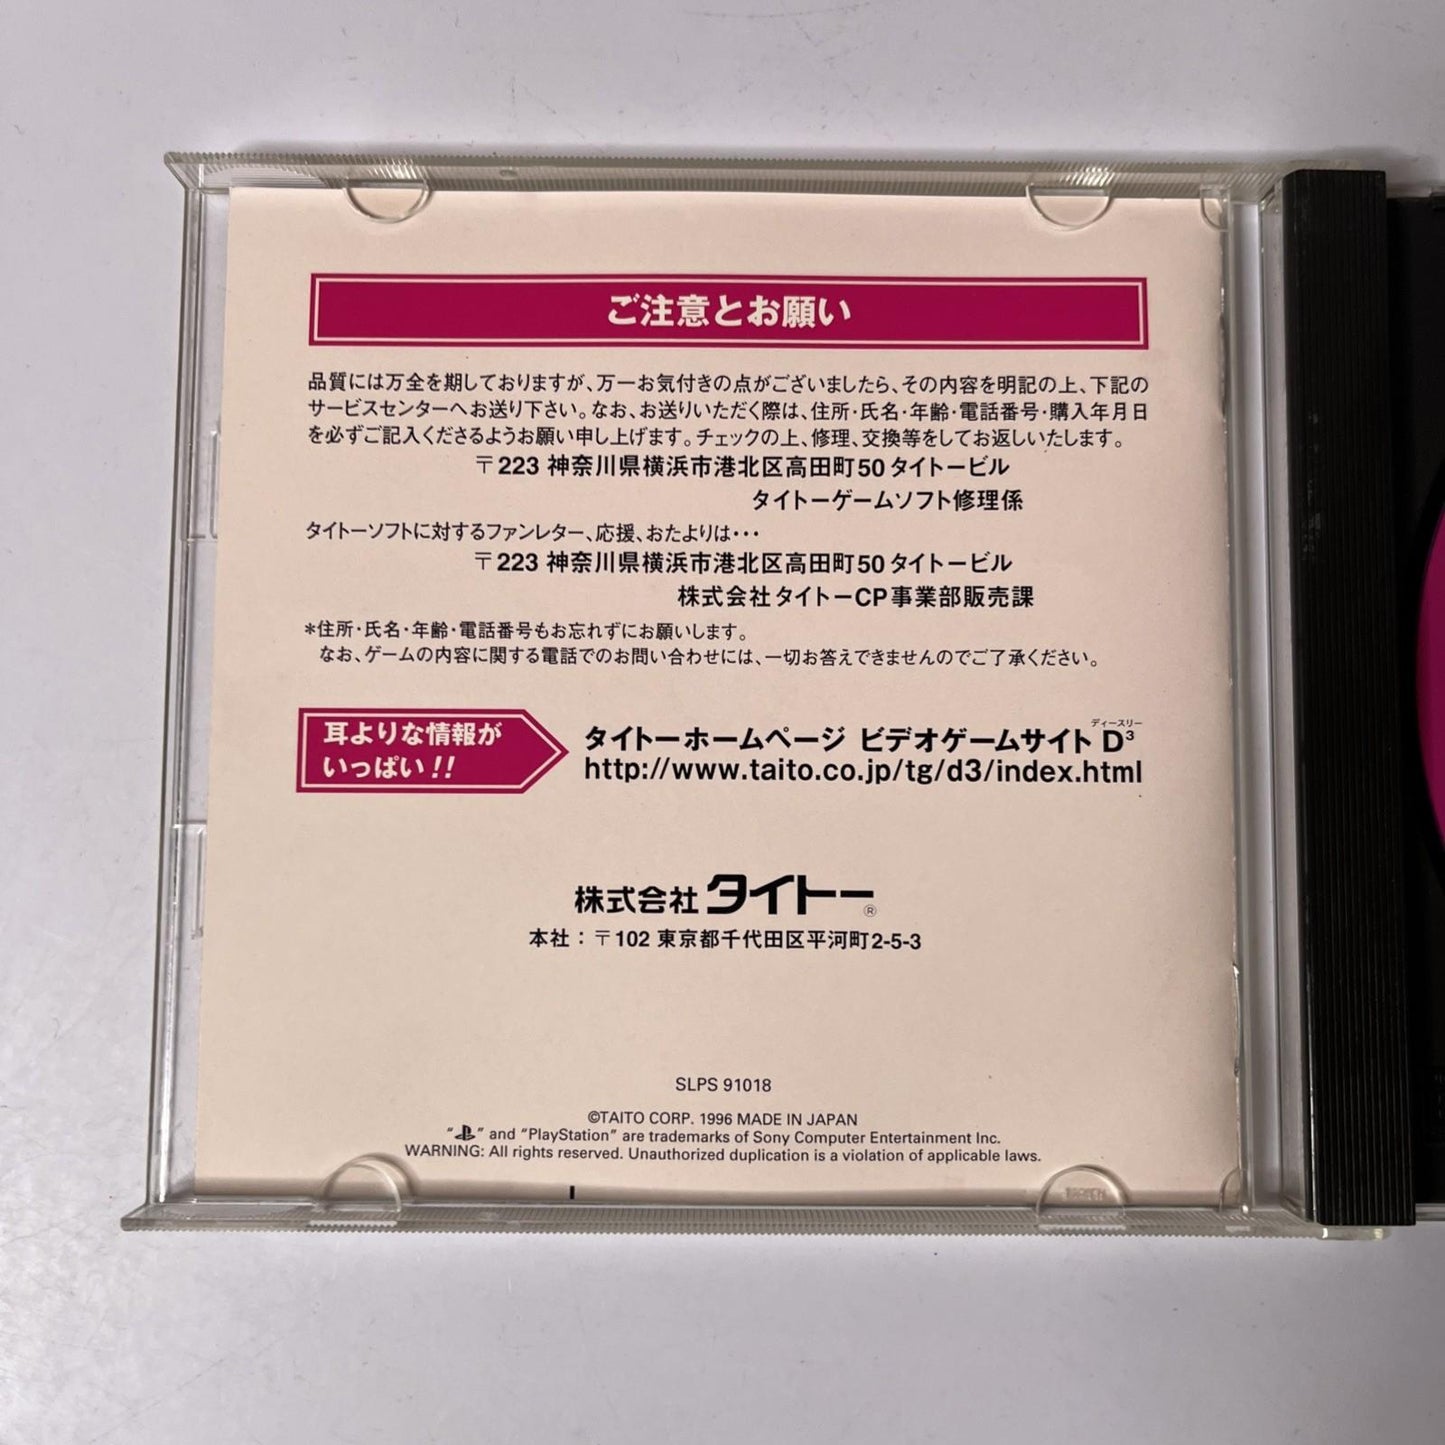 ご注意とお願い
品質には万全を期しておりますが、万一お気付きの点がございましたら、その内容を明記の上、下記の
サービスセンターへお送り下さい。なお、お送りいただく際は、住所・氏名・年齢・電話番号・購入年月日
を必ずご記入くださるようお願い申し上げます。チェックの上、修理、交換等をしてお返しいたします。
〒223 神奈川県横浜市港北区高田町50 タイトービル
タイトーゲームソフト修理係
タイトーソフトに対するファンレター、応援、おたよりは・・・
〒223 神奈川県横浜市港北区高田町50 タイトービル
株式会社タイトーCP事業部販売課
*住所・氏名・年齢・電話番号もお忘れずにお願いします。
なお、ゲームの内容に関する電話でのお問い合わせには、一切お答えできませんのでご了承ください。
耳よりな情報が
いっぱい!!
ディースリー
タイトーホームページ ビデオゲームサイト D³
http://www.taito.co.jp/tg/d3/index.html
株式会社 タイトー®
本社:〒102 東京都千代田区平河町2-5-3
SLPS 91018
©TAITO CORP. 1996 MADE IN JAPAN
" " and "PlayStation" are trademarks of Sony Computer Entertainment Inc.
WARNING: All rights reserved. Unauthorized duplication is a violation of applicable laws.